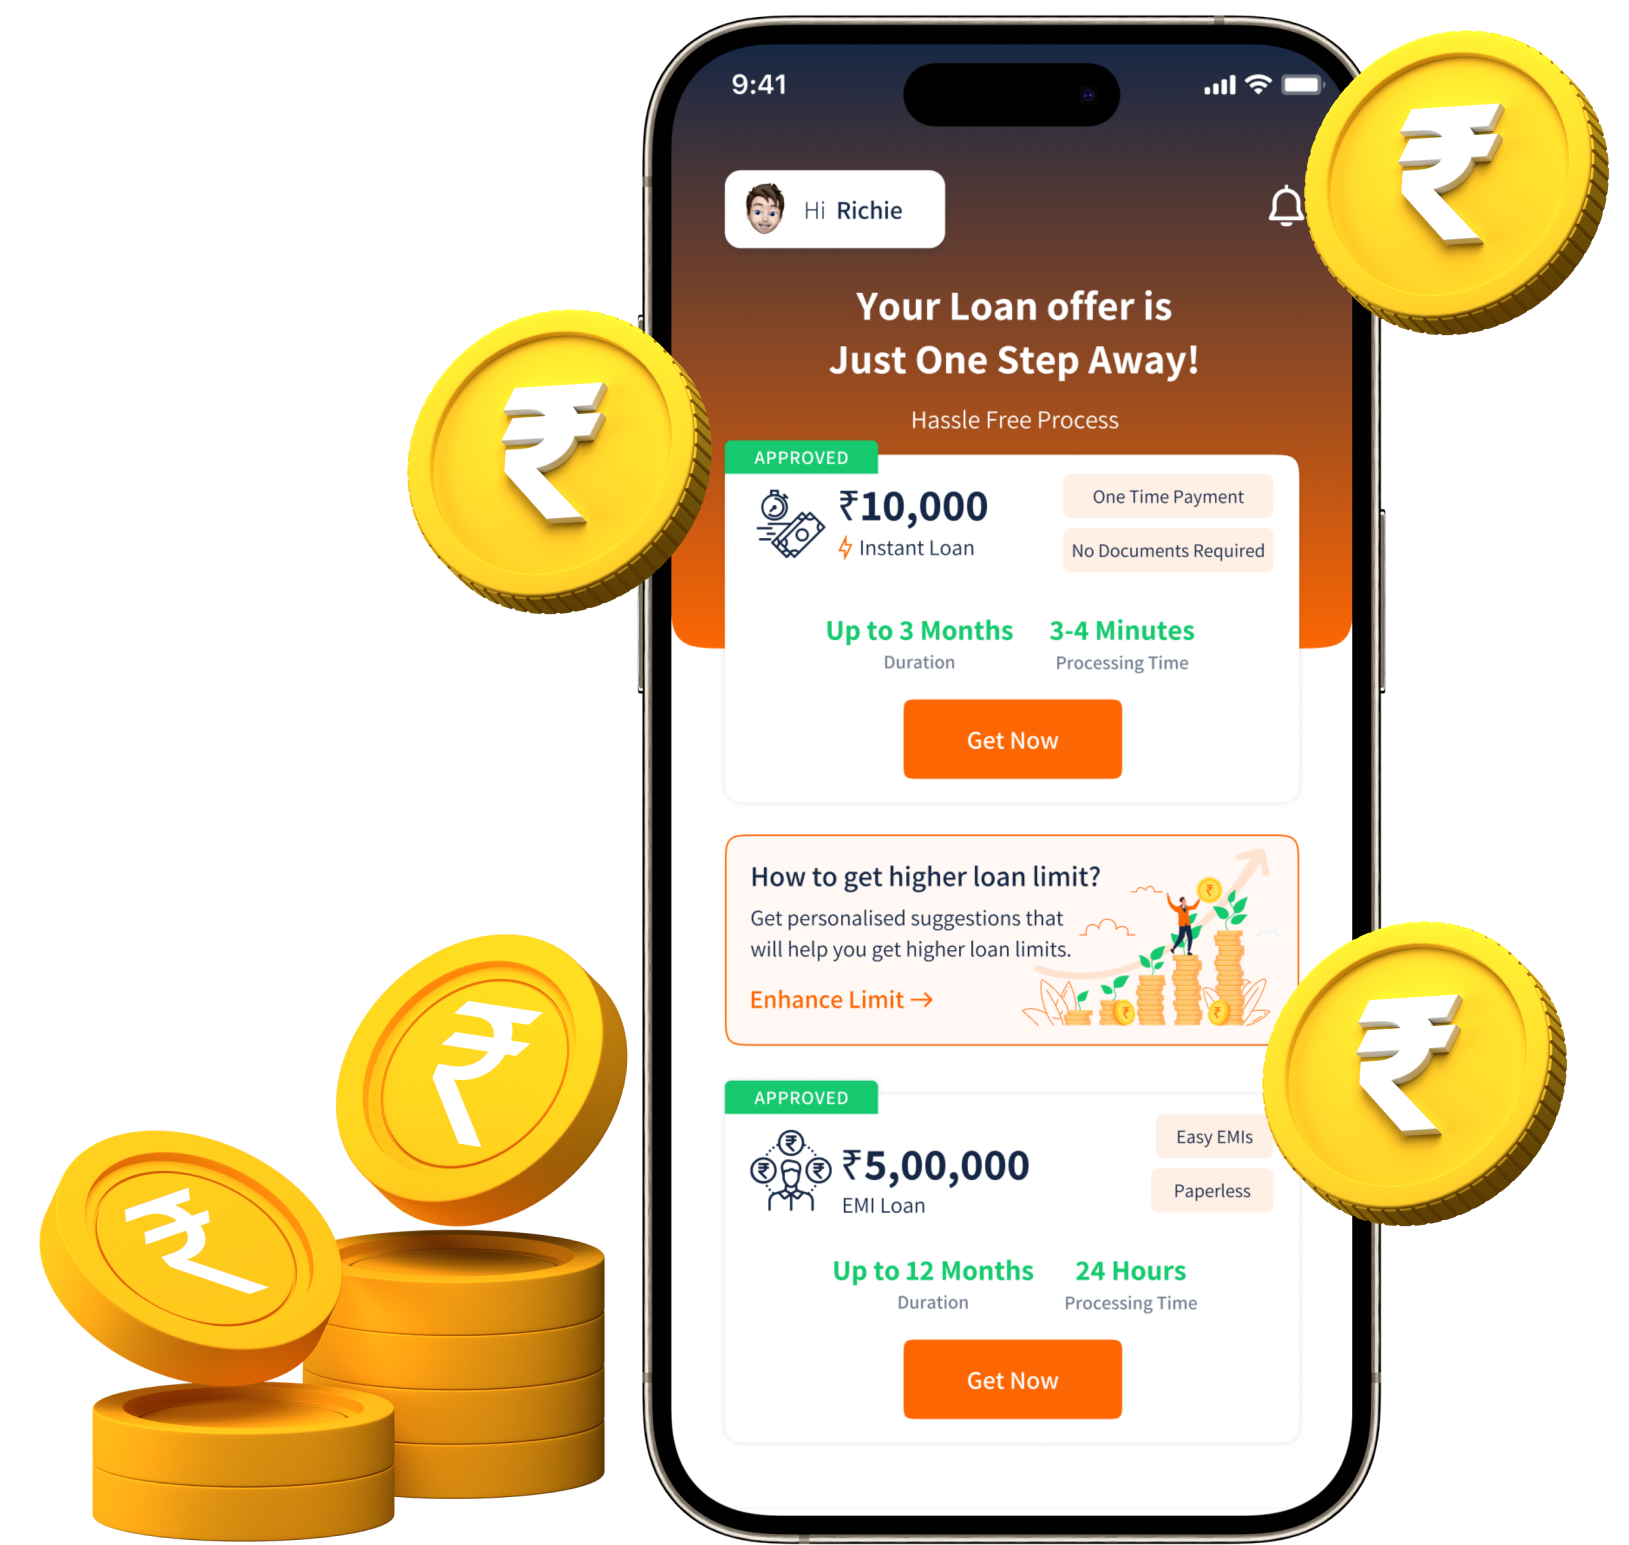 9:41
Hi Richie
Your Loan offer is
Just One Step Away!
Hassle Free Process
APPROVED
₹10,000
Instant Loan
One Time Payment
No Documents Required
Up to 3 Months
Duration
3-4 Minutes
Processing Time
Get Now
How to get higher loan limit?
Get personalised suggestions that
will help you get higher loan limits.
Enhance Limit →
APPROVED
₹5,00,000
EMI Loan
Easy EMIs
Paperless
Up to 12 Months
Duration
24 Hours
Processing Time
Get Now
₹
₹
₹
₹
₹
₹
₹
₹
₹
₹
₹